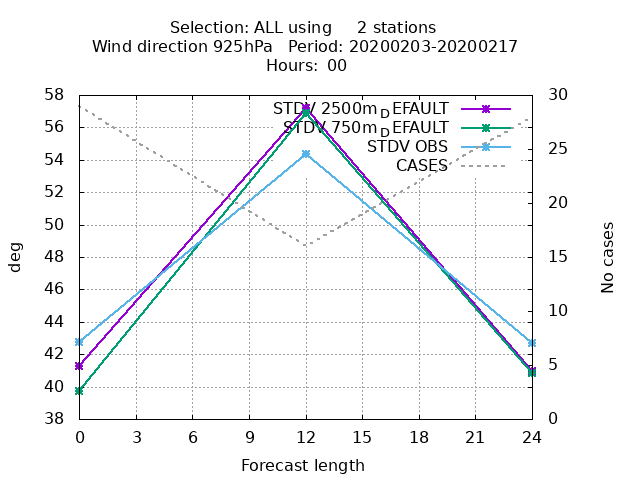 Selection: ALL using     2 stations
Wind direction 925hPa   Period: 20200203-20200217
Hours: 00
58 30
STDV 2500m_DEFAULT
56 STDV 750m_DEFAULT
STDV OBS 25
54 CASES
52
50 20
deg
No cases
48 15
46
44 10
42 5
40
38 0
0 3 6 9 12 15 18 21 24
Forecast length